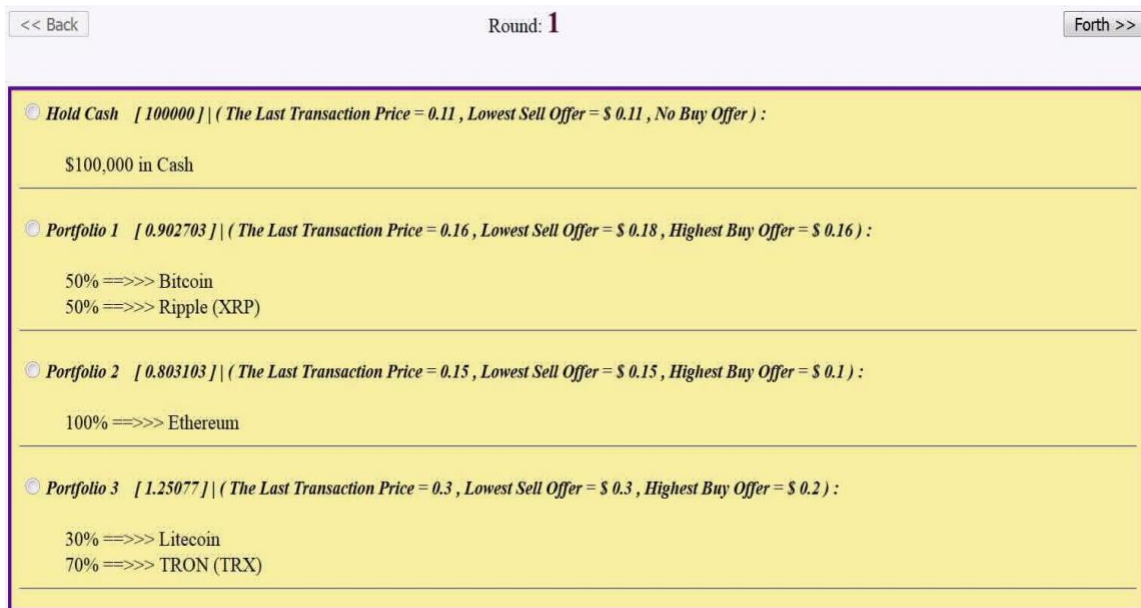 << Back Round: 1 Forth >>
Hold Cash [ 100000 ] | ( The Last Transaction Price = 0.11 , Lowest Sell Offer = $ 0.11 , No Buy Offer ) :
$100,000 in Cash
Portfolio 1 [ 0.902703 ] | ( The Last Transaction Price = 0.16 , Lowest Sell Offer = $ 0.18 , Highest Buy Offer = $ 0.16 ) :
50% ==>>> Bitcoin
50% ==>>> Ripple (XRP)
Portfolio 2 [ 0.803103 ] | ( The Last Transaction Price = 0.15 , Lowest Sell Offer = $ 0.15 , Highest Buy Offer = $ 0.1 ) :
100% ==>>> Ethereum
Portfolio 3 [ 1.25077 ] | ( The Last Transaction Price = 0.3 , Lowest Sell Offer = $ 0.3 , Highest Buy Offer = $ 0.2 ) :
30% ==>>> Litecoin
70% ==>>> TRON (TRX)